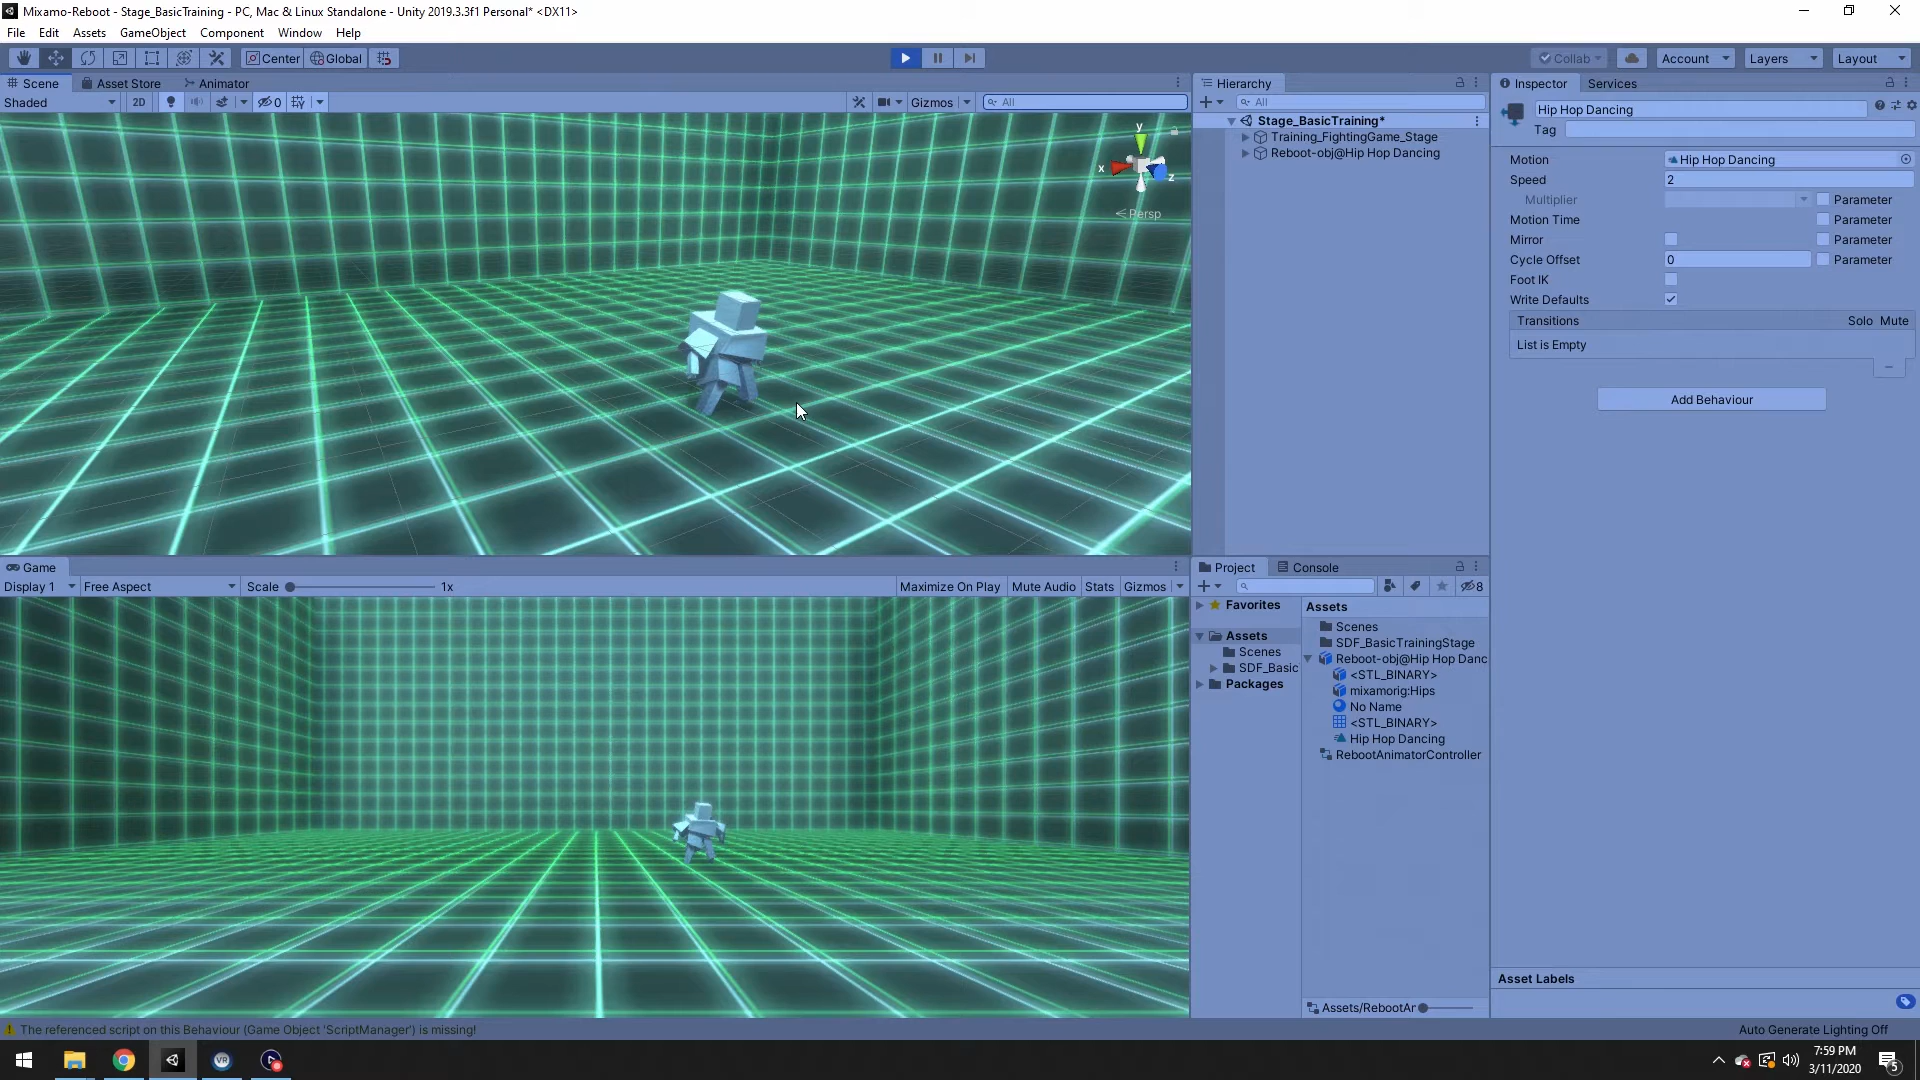 Mixamo-Reboot - Stage_BasicTraining - PC, Mac & Linux Standalone - Unity 2019.3.3f1 Personal* <DX11>
File Edit Assets GameObject Component Window Help
Center Global Collab Account Layers Layout
Scene Asset Store Animator
Shaded 2D 0 Gizmos All
y
x
z
Persp
Hierarchy
All
Stage_BasicTraining*
Training_FightingGame_Stage
Reboot-obj@Hip Hop Dancing
Inspector Services
Hip Hop Dancing
Tag
Motion Hip Hop Dancing
Speed 2
Multiplier Parameter
Motion Time Parameter
Mirror Parameter
Cycle Offset 0 Parameter
Foot IK
Write Defaults
Transitions Solo Mute
List is Empty
Add Behaviour
Game
Display 1 Free Aspect Scale 1x Maximize On Play Mute Audio Stats Gizmos
Project Console
8
Favorites
Assets
Scenes
SDF_Basic
Packages
Assets
Scenes
SDF_BasicTrainingStage
Reboot-obj@Hip Hop Danc
<STL_BINARY>
mixamorig:Hips
No Name
<STL_BINARY>
Hip Hop Dancing
RebootAnimatorController
Assets/RebootAr
Asset Labels
The referenced script on this Behaviour (Game Object 'ScriptManager') is missing!
Auto Generate Lighting Off
VR
7:59 PM
3/11/2020
5